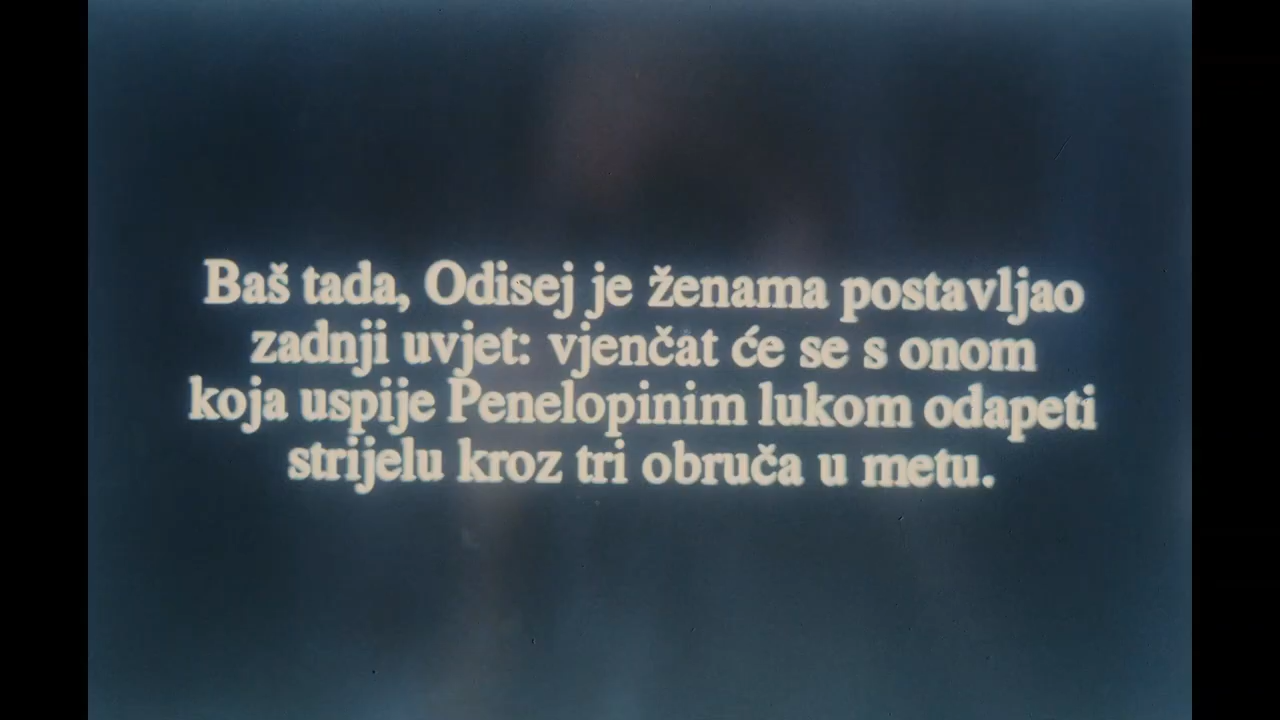 Baš tada, Odisej je ženama postavljao
zadnji uvjet: vjenčat će se s onom
koja uspije Penelopinim lukom odapeti
strijelu kroz tri obruča u metu.